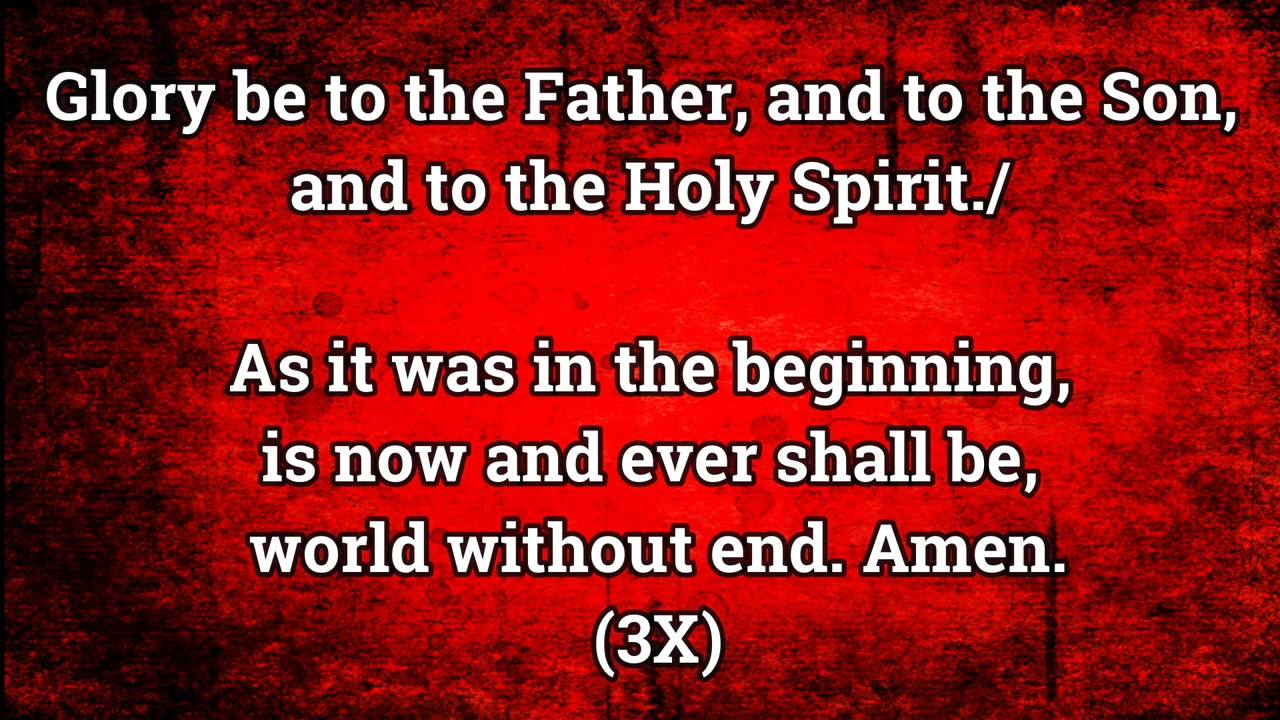 Glory be to the Father, and to the Son,
and to the Holy Spirit./
As it was in the beginning,
is now and ever shall be,
world without end. Amen.
(3X)